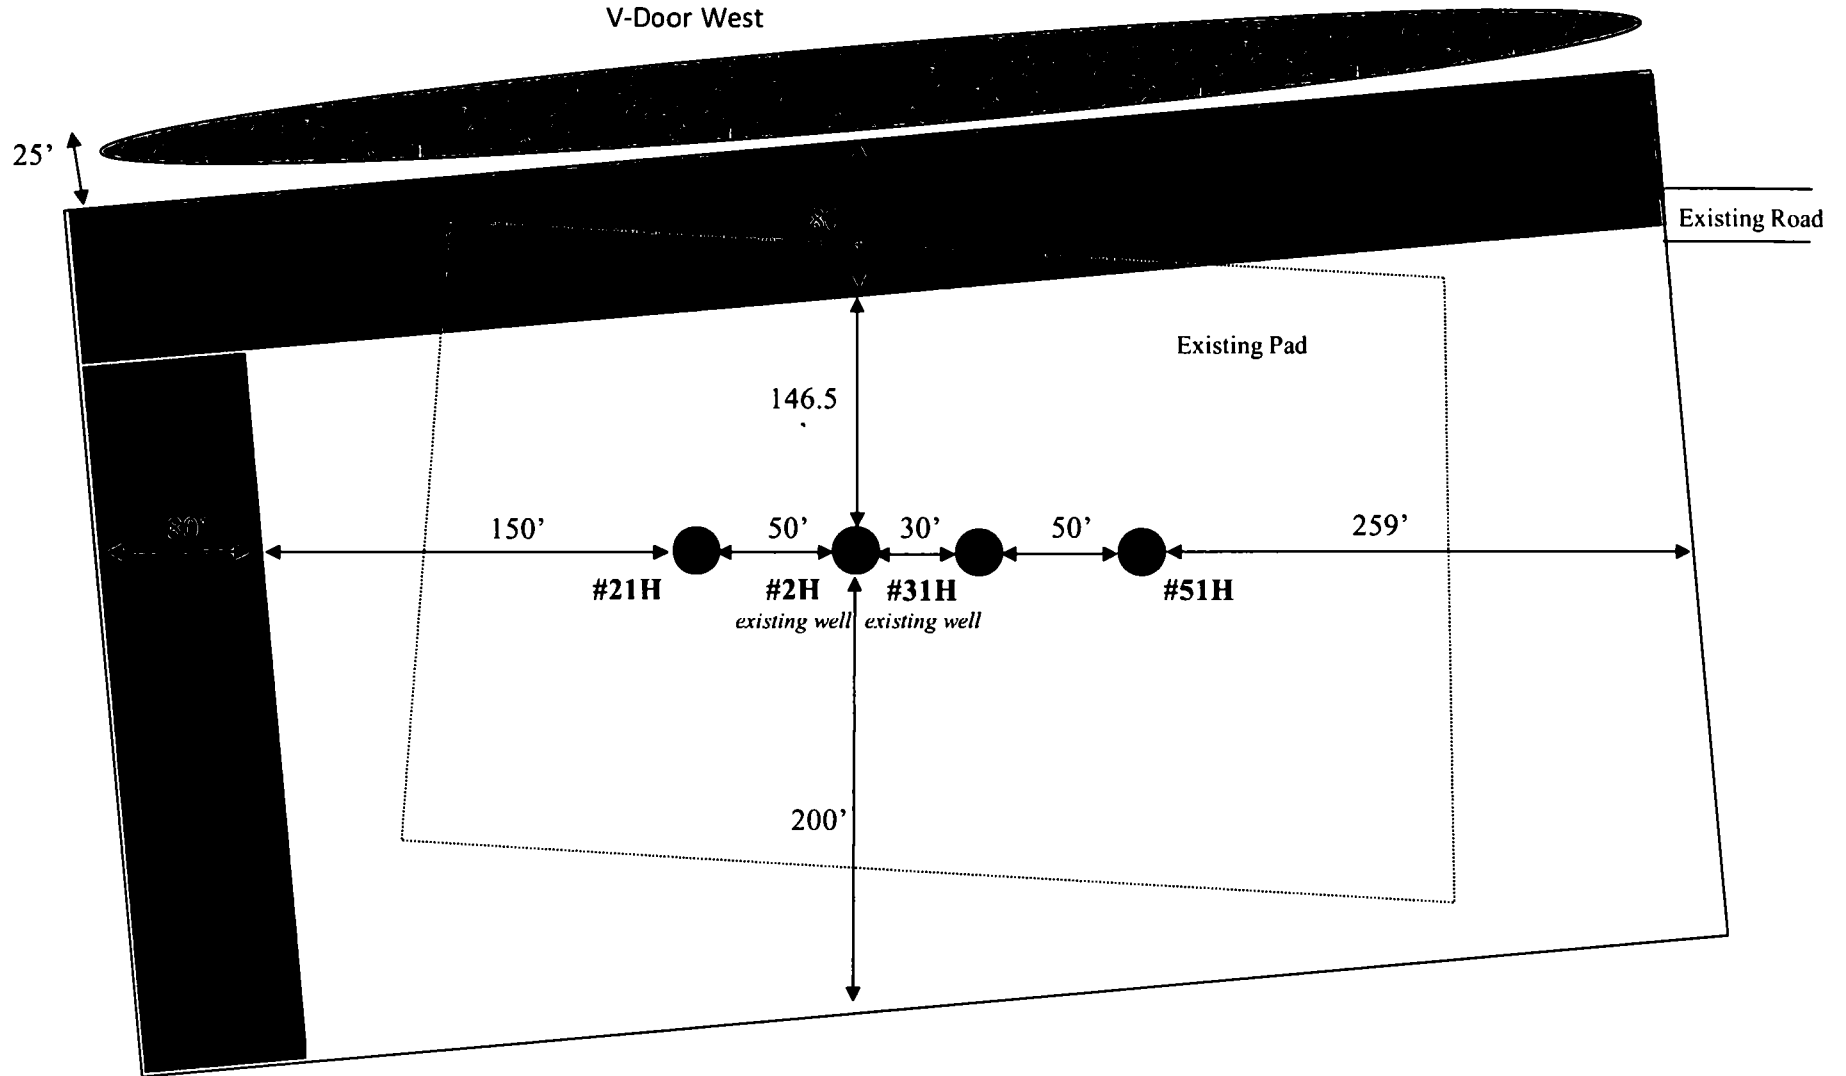 V-Door West
25’
Existing Road
Existing Pad
146.5
80’
150’
50’
30’
50’
259’
#21H
#2H
#31H
#51H
existing well
existing well
200’